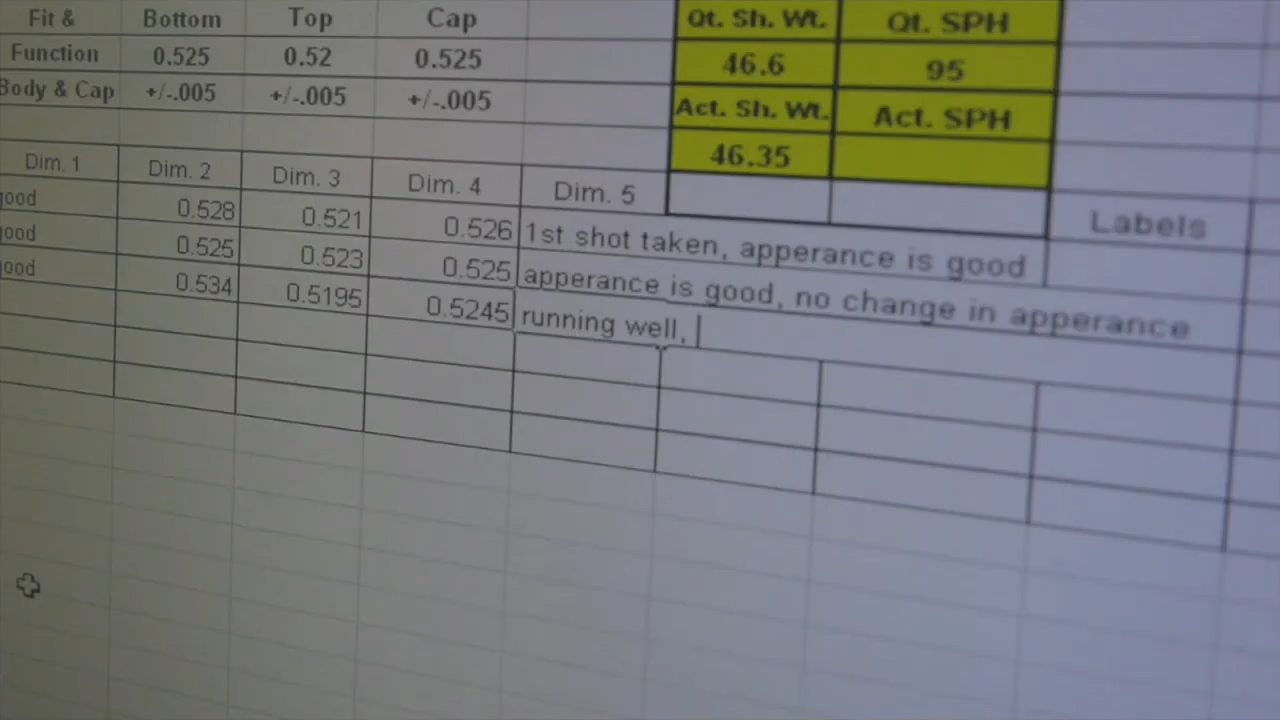 Fit & Bottom Top Cap Qt. Sh. Wt. Qt. SPH
Function 0.525 0.52 0.525 46.6 95
Body & Cap +/-.005 +/-.005 +/-.005 Act. Sh. Wt. Act. SPH
46.35
Dim. 1 Dim. 2 Dim. 3 Dim. 4 Dim. 5 Labels
good 0.528 0.521 0.526 1st shot taken, apperance is good
good 0.525 0.523 0.525 apperance is good, no change in apperance
good 0.534 0.5195 0.5245 running well,